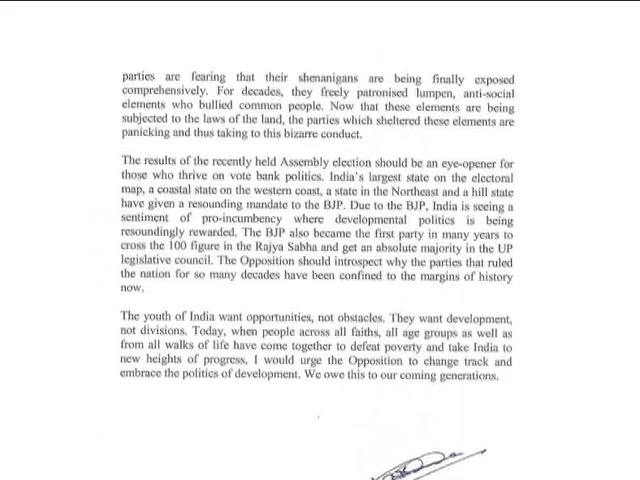 parties are fearing that their shenanigans are being finally exposed
comprehensively. For decades, they freely patronised lumpen, anti-social
elements who bullied common people. Now that these elements are being
subjected to the laws of the land, the parties which sheltered these elements are
panicking and thus taking to this bizarre conduct.
The results of the recently held Assembly election should be an eye-opener for
those who thrive on vote bank politics. India's largest state on the electoral
map, a coastal state on the western coast, a state in the Northeast and a hill state
have given a resounding mandate to the BJP. Due to the BJP, India is seeing a
sentiment of pro-incumbency where developmental politics is being
resoundingly rewarded. The BJP also became the first party in many years to
cross the 100 figure in the Rajya Sabha and get an absolute majority in the UP
legislative council. The Opposition should introspect why the parties that ruled
the nation for so many decades have been confined to the margins of history
now.
The youth of India want opportunities, not obstacles. They want development,
not divisions. Today, when people across all faiths, all age groups as well as
from all walks of life have come together to defeat poverty and take India to
new heights of progress, I would urge the Opposition to change track and
embrace the politics of development. We owe this to our coming generations.